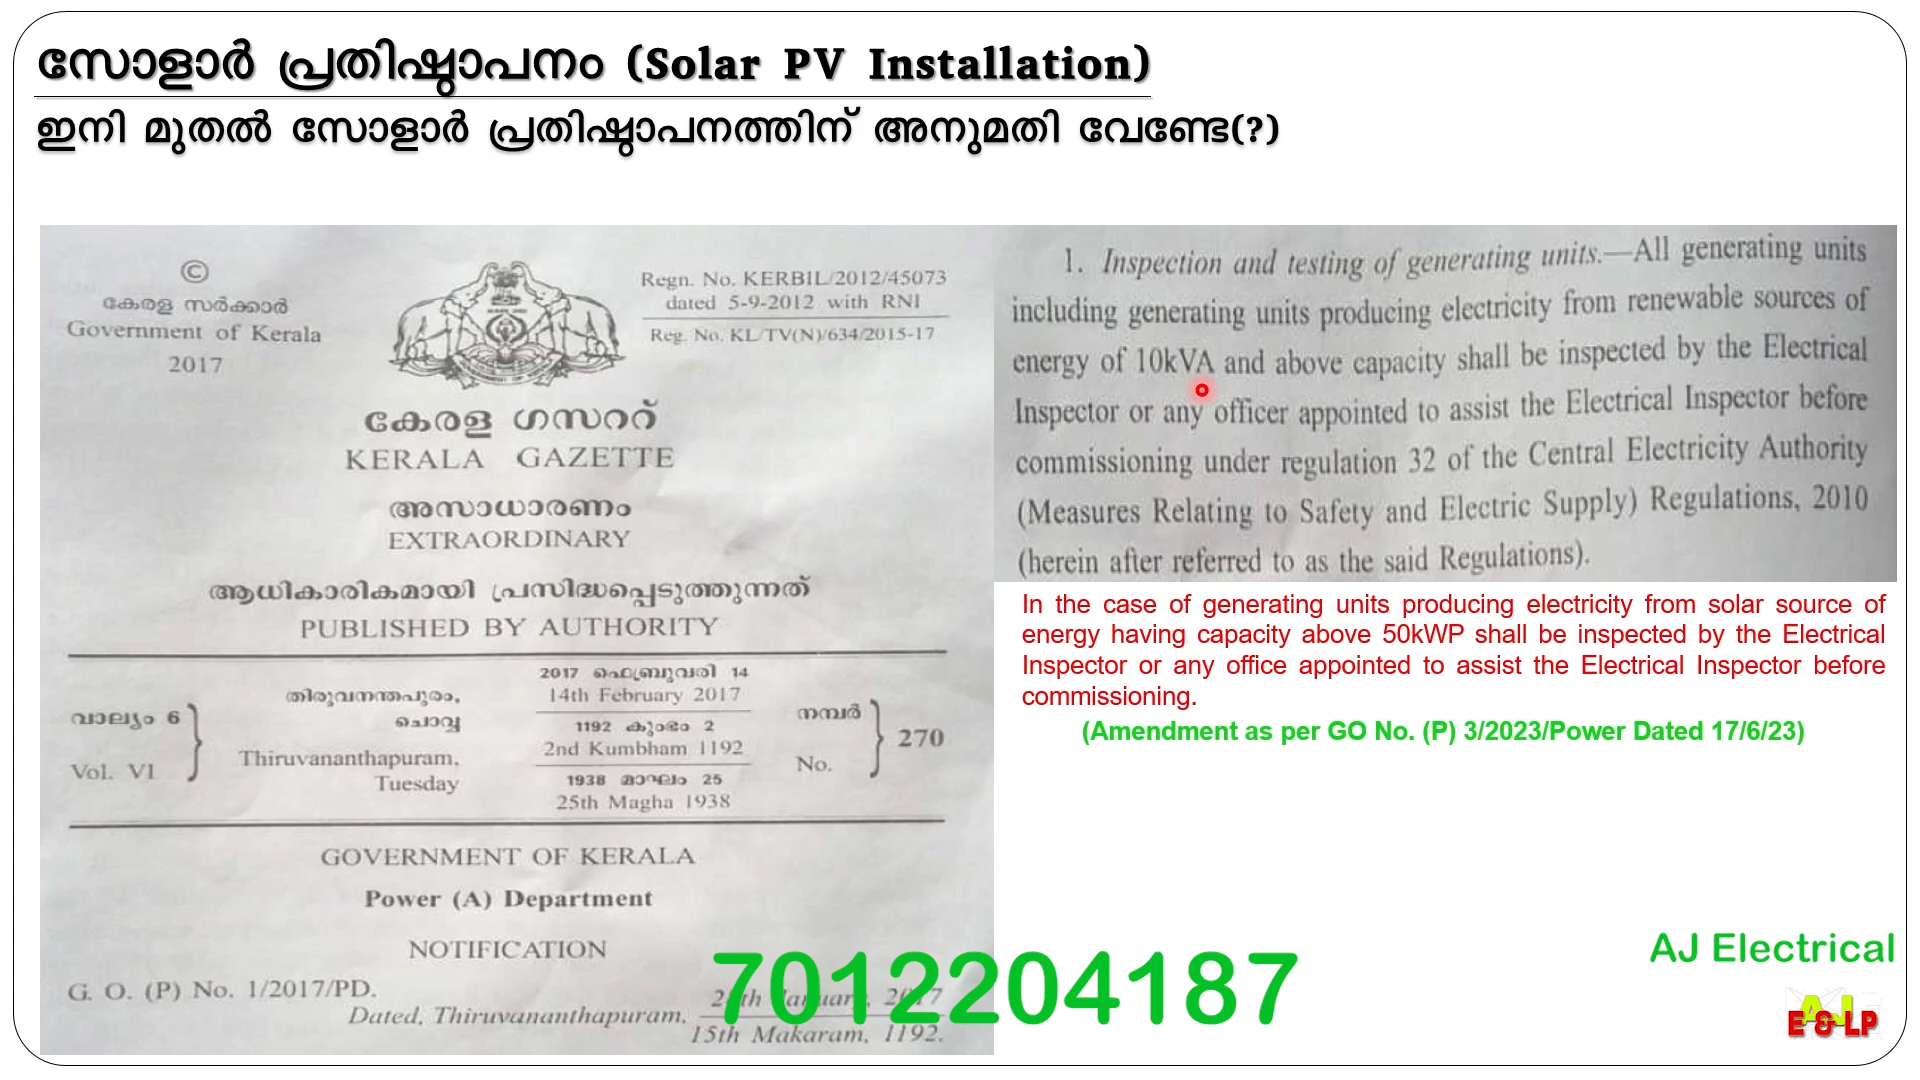 സോളാർ പ്രതിഷ്ഠാപനം (Solar PV Installation)
ഇനി മുതൽ സോളാർ പ്രതിഷ്ഠാപനത്തിന് അനുമതി വേണ്ടേ(?)
©
കേരള സർക്കാർ
Government of Kerala
2017
Regn. No. KERBIL/2012/45073
dated 5-9-2012 with RNI
Reg. No. KL/TV(N)/634/2015-17
കേരള ഗസററ്
KERALA GAZETTE
അസാധാരണം
EXTRAORDINARY
ആധികാരികമായി പ്രസിദ്ധപ്പെടുത്തുന്നത്
PUBLISHED BY AUTHORITY
വാല്യം 6
Vol. VI
തിരുവനന്തപുരം,
ചൊവ്വ
Thiruvananthapuram,
Tuesday
2017 ഫെബ്രുവരി 14
14th February 2017
1192 കുംഭം 2
2nd Kumbham 1192
1938 മാഘം 25
25th Magha 1938
നമ്പർ
No.
270
GOVERNMENT OF KERALA
Power (A) Department
NOTIFICATION
G. O. (P) No. 1/2017/PD.
Dated, Thiruvananthapuram,
January, 2017
15th Makaram, 1192.
1. Inspection and testing of generating units.—All generating units
including generating units producing electricity from renewable sources of
energy of 10kVA and above capacity shall be inspected by the Electrical
Inspector or any officer appointed to assist the Electrical Inspector before
commissioning under regulation 32 of the Central Electricity Authority
(Measures Relating to Safety and Electric Supply) Regulations, 2010
(herein after referred to as the said Regulations).
In the case of generating units producing electricity from solar source of
energy having capacity above 50kWP shall be inspected by the Electrical
Inspector or any office appointed to assist the Electrical Inspector before
commissioning.
(Amendment as per GO No. (P) 3/2023/Power Dated 17/6/23)
7012204187
AJ Electrical
AJ
E & LP